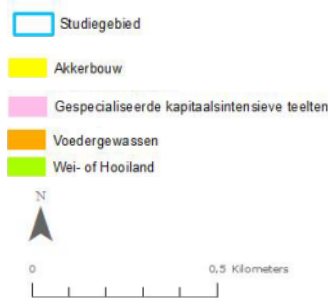 Studiegebied
Akkerbouw
Gespecialiseerde kapitaalsintensieve teelten
Voedergewassen
Wei- of Hooiland
N
0
0,5 Kilometers